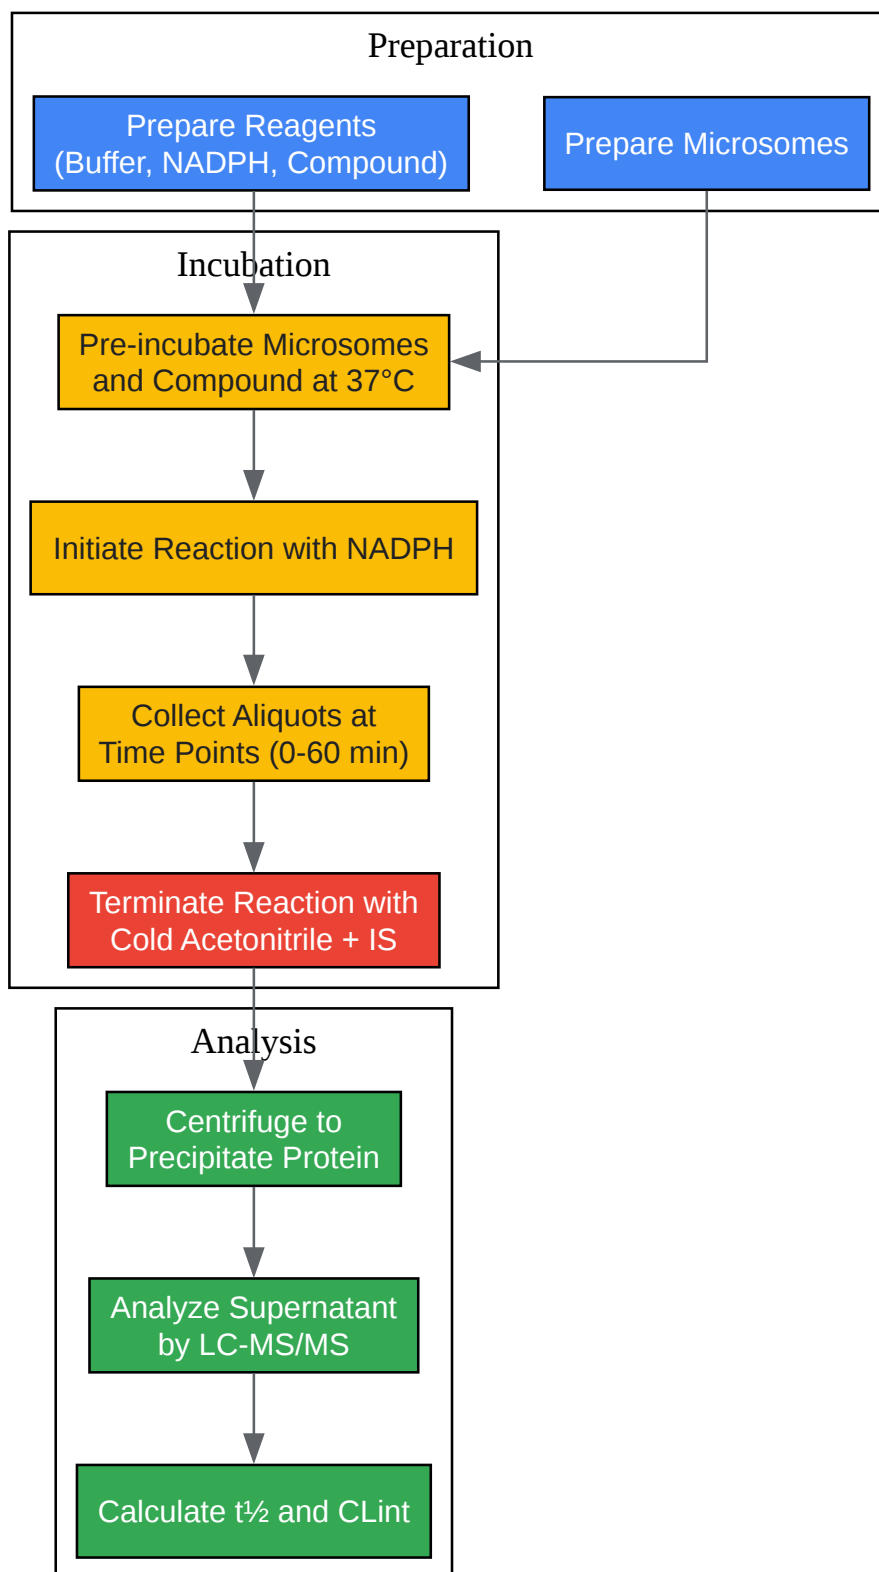 Preparation
Prepare Reagents
(Buffer, NADPH, Compound)
Prepare Microsomes
Incubation
Pre-incubate Microsomes
and Compound at 37°C
Initiate Reaction with NADPH
Collect Aliquots at
Time Points (0-60 min)
Terminate Reaction with
Cold Acetonitrile + IS
Analysis
Centrifuge to
Precipitate Protein
Analyze Supernatant
by LC-MS/MS
Calculate t½ and CLint